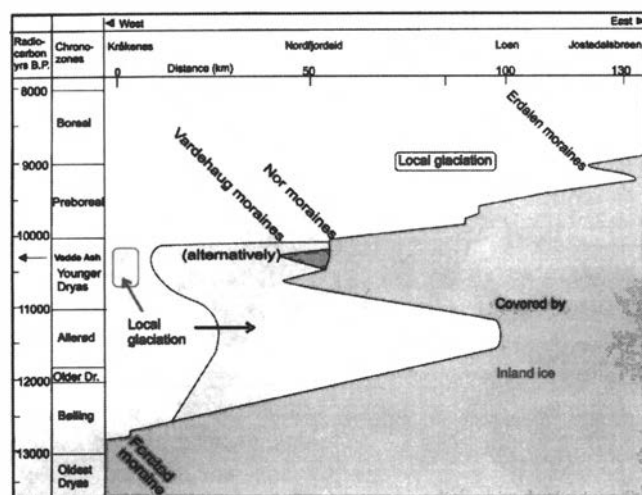 ◄ West East ►
Radio-
carbon
yrs B.P.
Chrono-
zones
Kråkenes Nordfjordeid Loen Jostedalsbreen
0 Distance (km) 50 100 130
8000
Boreal
9000
Preboreal
10000
Vedde Ash
Younger
Dryas
11000
Allerød
Older Dr.
12000
Bølling
13000
Oldest
Dryas
Erdalen moraines
Local glaciation
Vardehaug moraines
Nor moraines
(alternatively)
Local
glaciation
Covered by
Inland ice
moraine